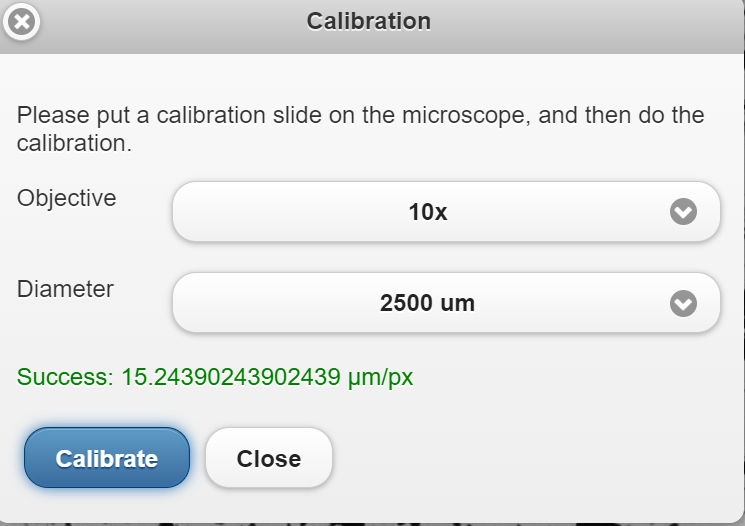 Calibration
Please put a calibration slide on the microscope, and then do the
calibration.
Objective
10x
Diameter
2500 um
Success: 15.24390243902439 µm/px
Calibrate
Close